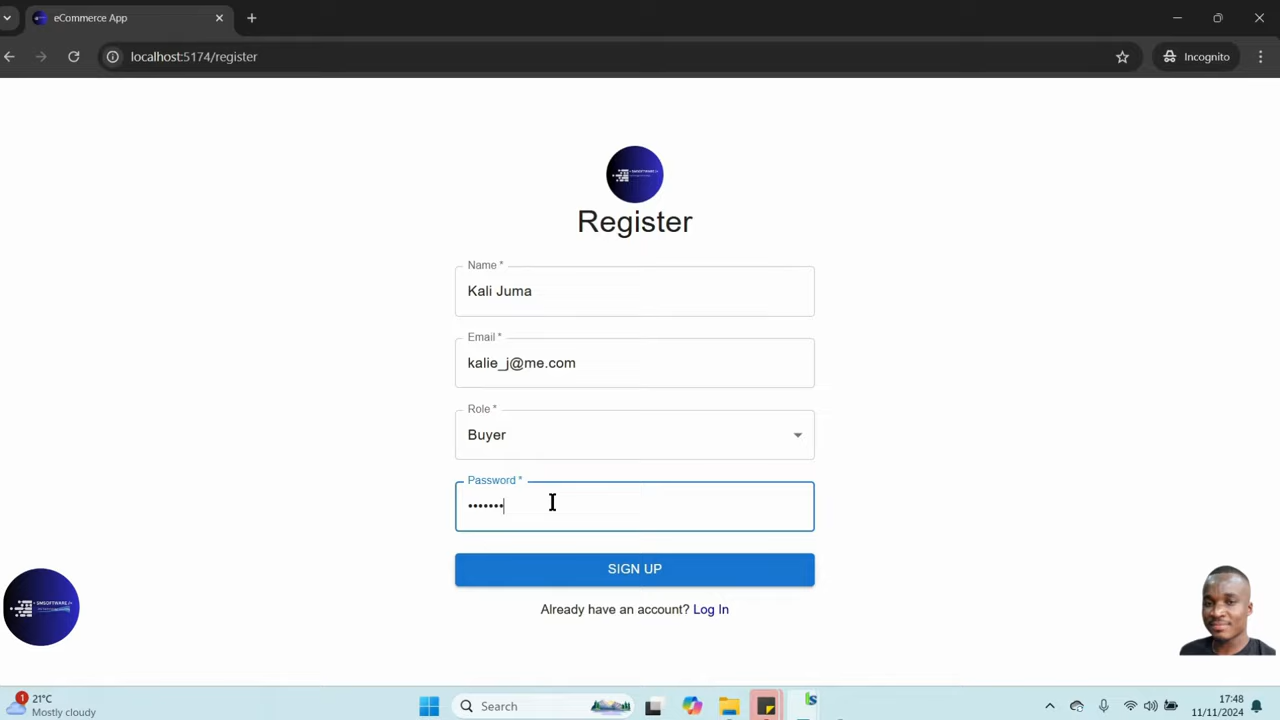 eCommerce App
localhost:5174/register
Incognito
Register
Name *
Kali Juma
Email *
kalie_j@me.com
Role *
Buyer
Password *
•••••••
SIGN UP
Already have an account? Log In
1
21°C
Mostly cloudy
Search
17:48
11/11/2024